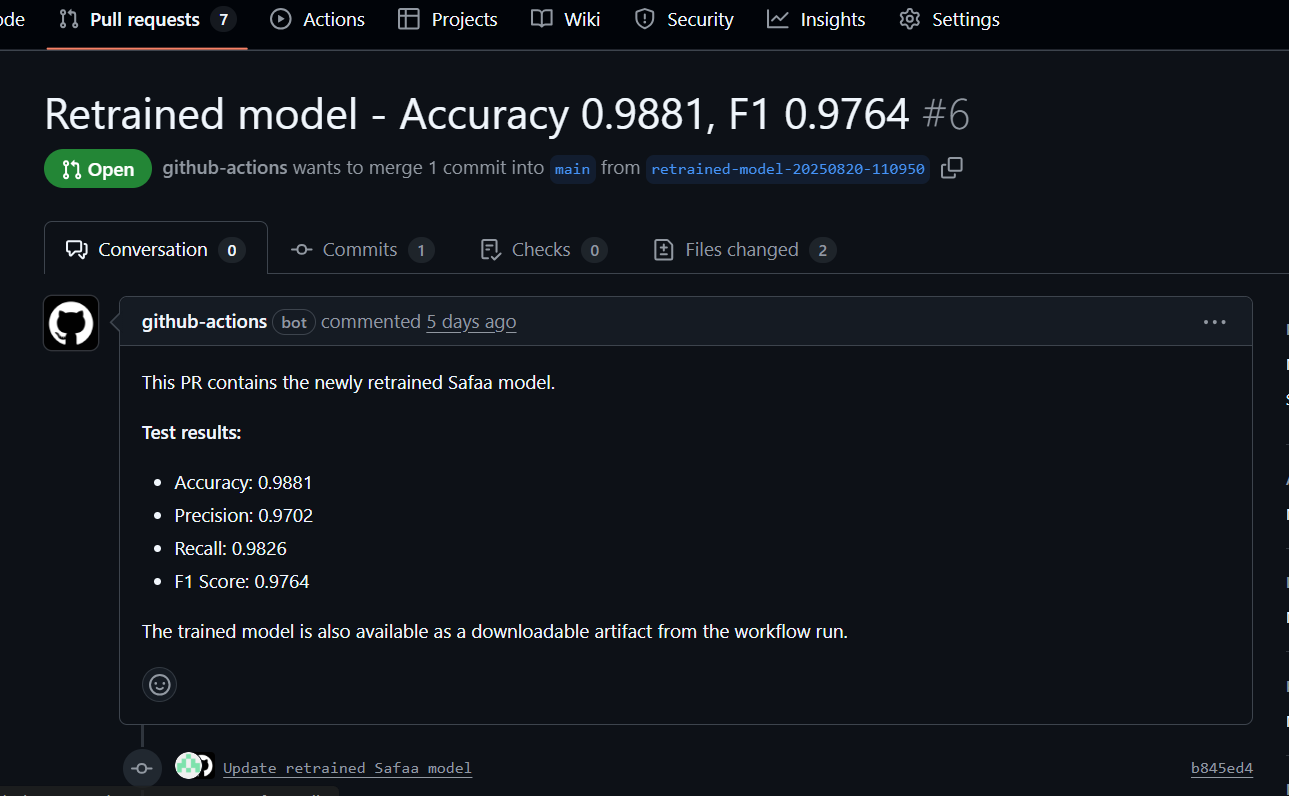 ode Pull requests 7 Actions Projects Wiki Security Insights Settings
Retrained model - Accuracy 0.9881, F1 0.9764 #6
Open github-actions wants to merge 1 commit into main from retrained-model-20250820-110950
Conversation 0 Commits 1 Checks 0 Files changed 2
github-actions bot commented 5 days ago
This PR contains the newly retrained Safaa model.
Test results:
Accuracy: 0.9881
Precision: 0.9702
Recall: 0.9826
F1 Score: 0.9764
The trained model is also available as a downloadable artifact from the workflow run.
Update retrained Safaa model b845ed4